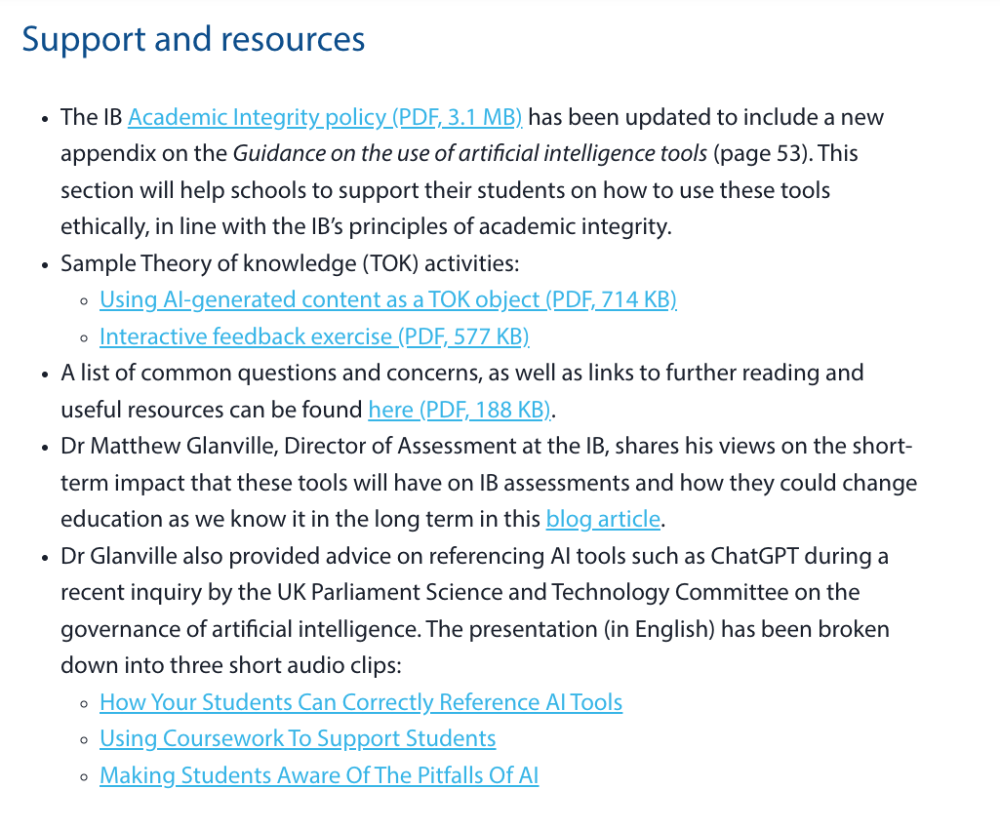 Support and resources
• The IB Academic Integrity policy (PDF, 3.1 MB) has been updated to include a new
appendix on the Guidance on the use of artificial intelligence tools (page 53). This
section will help schools to support their students on how to use these tools
ethically, in line with the IB's principles of academic integrity.
• Sample Theory of knowledge (TOK) activities:
◦ Using AI-generated content as a TOK object (PDF, 714 KB)
◦ Interactive feedback exercise (PDF, 577 KB)
• A list of common questions and concerns, as well as links to further reading and
useful resources can be found here (PDF, 188 KB).
• Dr Matthew Glanville, Director of Assessment at the IB, shares his views on the short-
term impact that these tools will have on IB assessments and how they could change
education as we know it in the long term in this blog article.
• Dr Glanville also provided advice on referencing AI tools such as ChatGPT during a
recent inquiry by the UK Parliament Science and Technology Committee on the
governance of artificial intelligence. The presentation (in English) has been broken
down into three short audio clips:
◦ How Your Students Can Correctly Reference AI Tools
◦ Using Coursework To Support Students
◦ Making Students Aware Of The Pitfalls Of AI